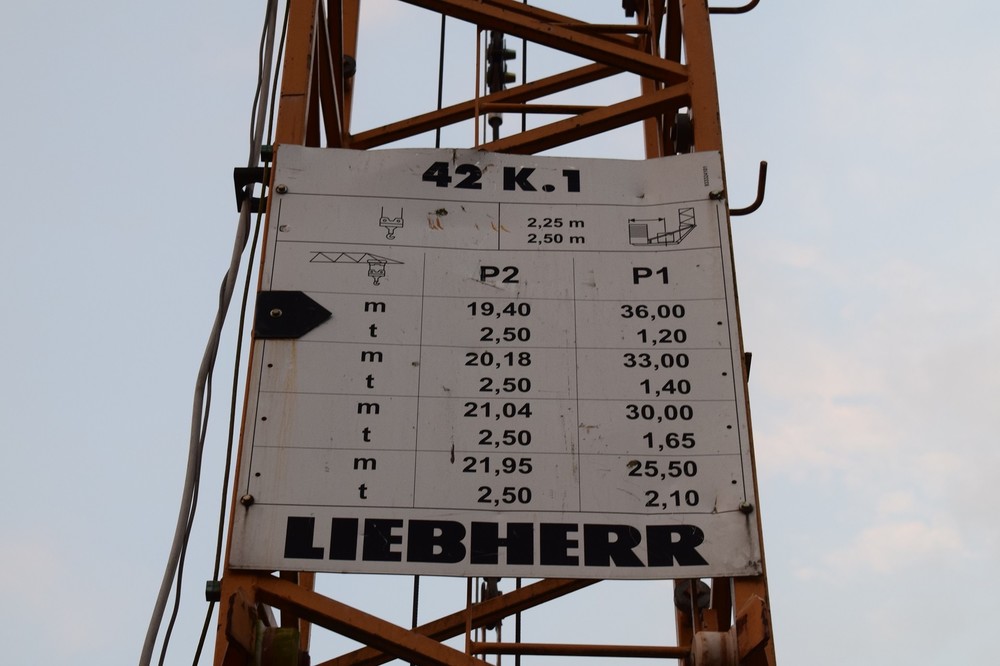 42 K.1
2,25 m
2,50 m
P2 P1
m 19,40 36,00
t 2,50 1,20
m 20,18 33,00
t 2,50 1,40
m 21,04 30,00
t 2,50 1,65
m 21,95 25,50
t 2,50 2,10
LIEBHERR